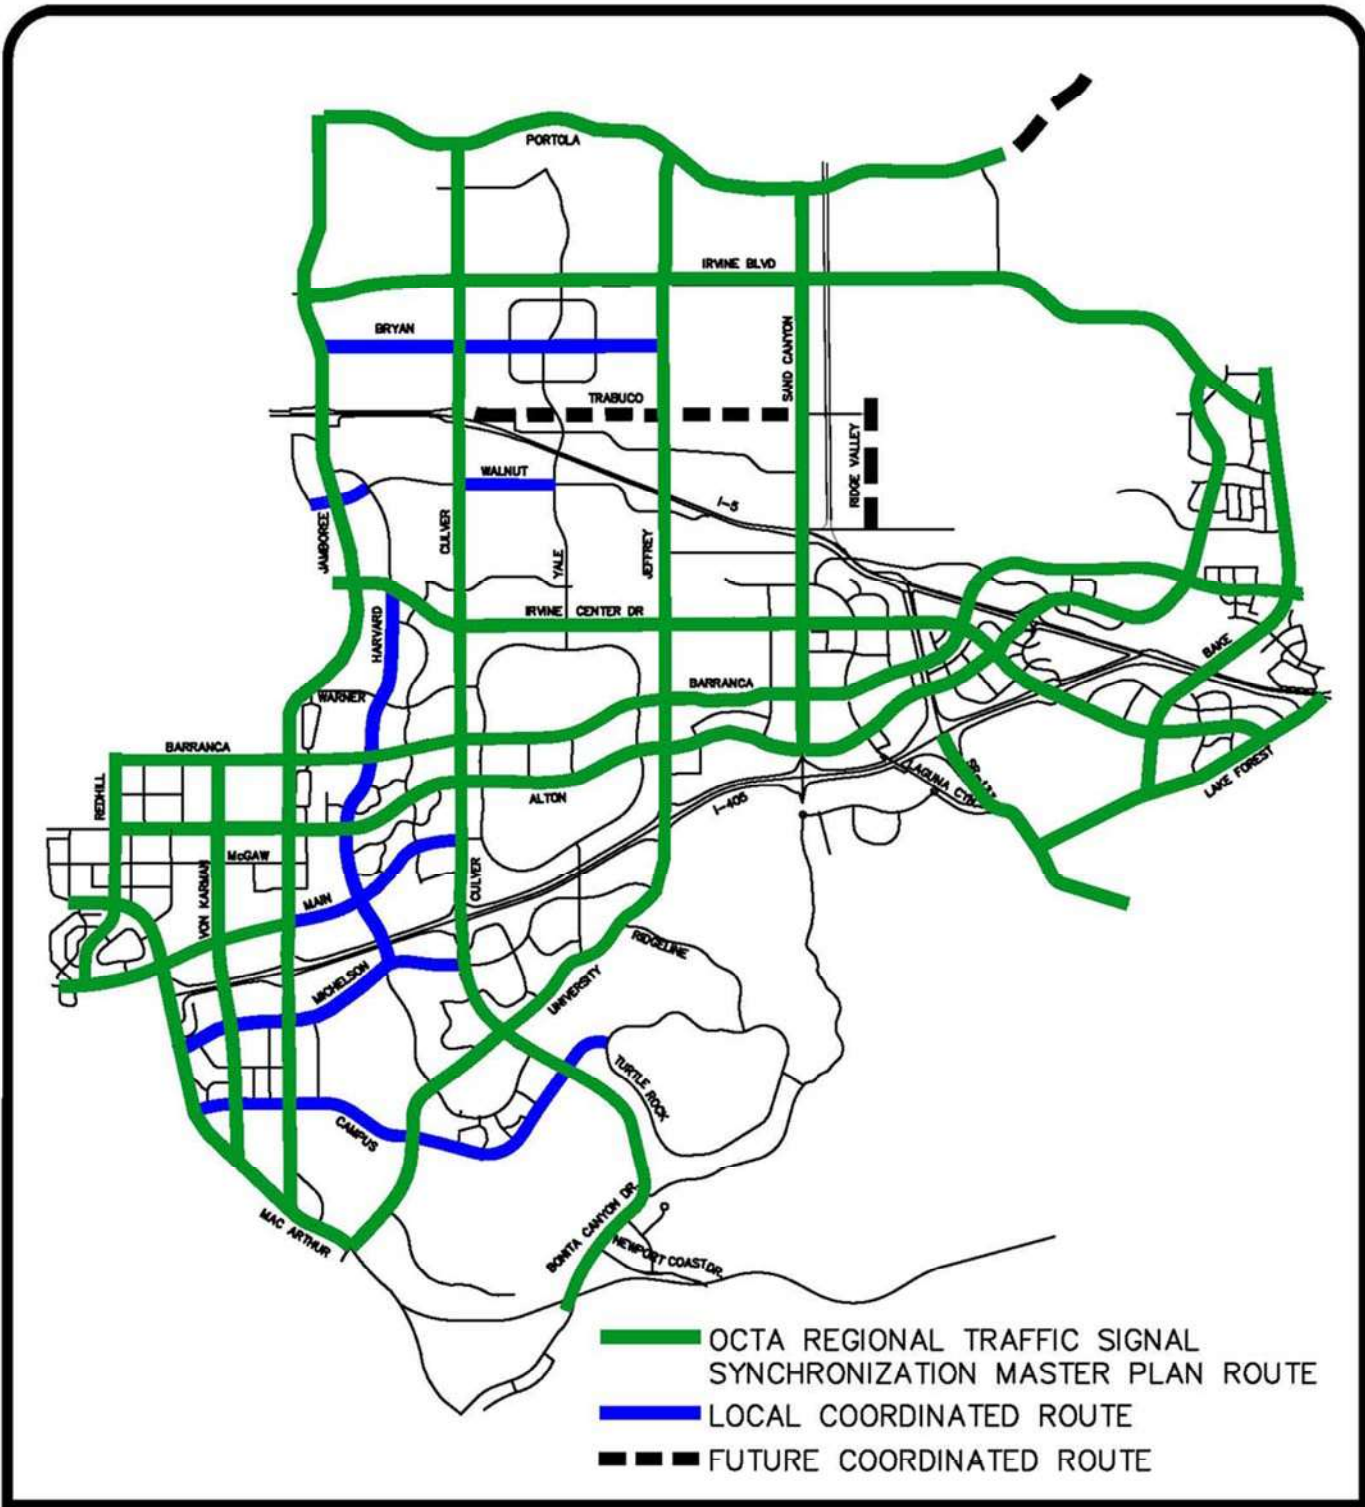 PORTOLA
IRVINE BLVD
BRYAN
SAND CANYON
TRABUCO
RIDGE VALLEY
WALNUT
I-5
JAMBOREE
CULVER
YALE
JEFFREY
HARVARD
IRVINE CENTER DR
BAKE
BARRANCA
WARNER
BARRANCA
REDHILL
ALTON
I-405
LAGUNA CYN
SR-133
LAKE FOREST
McGAW
VON KARMAN
CULVER
MAIN
MICHELSON
UNIVERSITY
RIDGELINE
TURTLE ROCK
CAMPUS
MAC ARTHUR
BONITA CANYON DR.
NEWPORT COAST DR.
OCTA REGIONAL TRAFFIC SIGNAL
SYNCHRONIZATION MASTER PLAN ROUTE
LOCAL COORDINATED ROUTE
FUTURE COORDINATED ROUTE